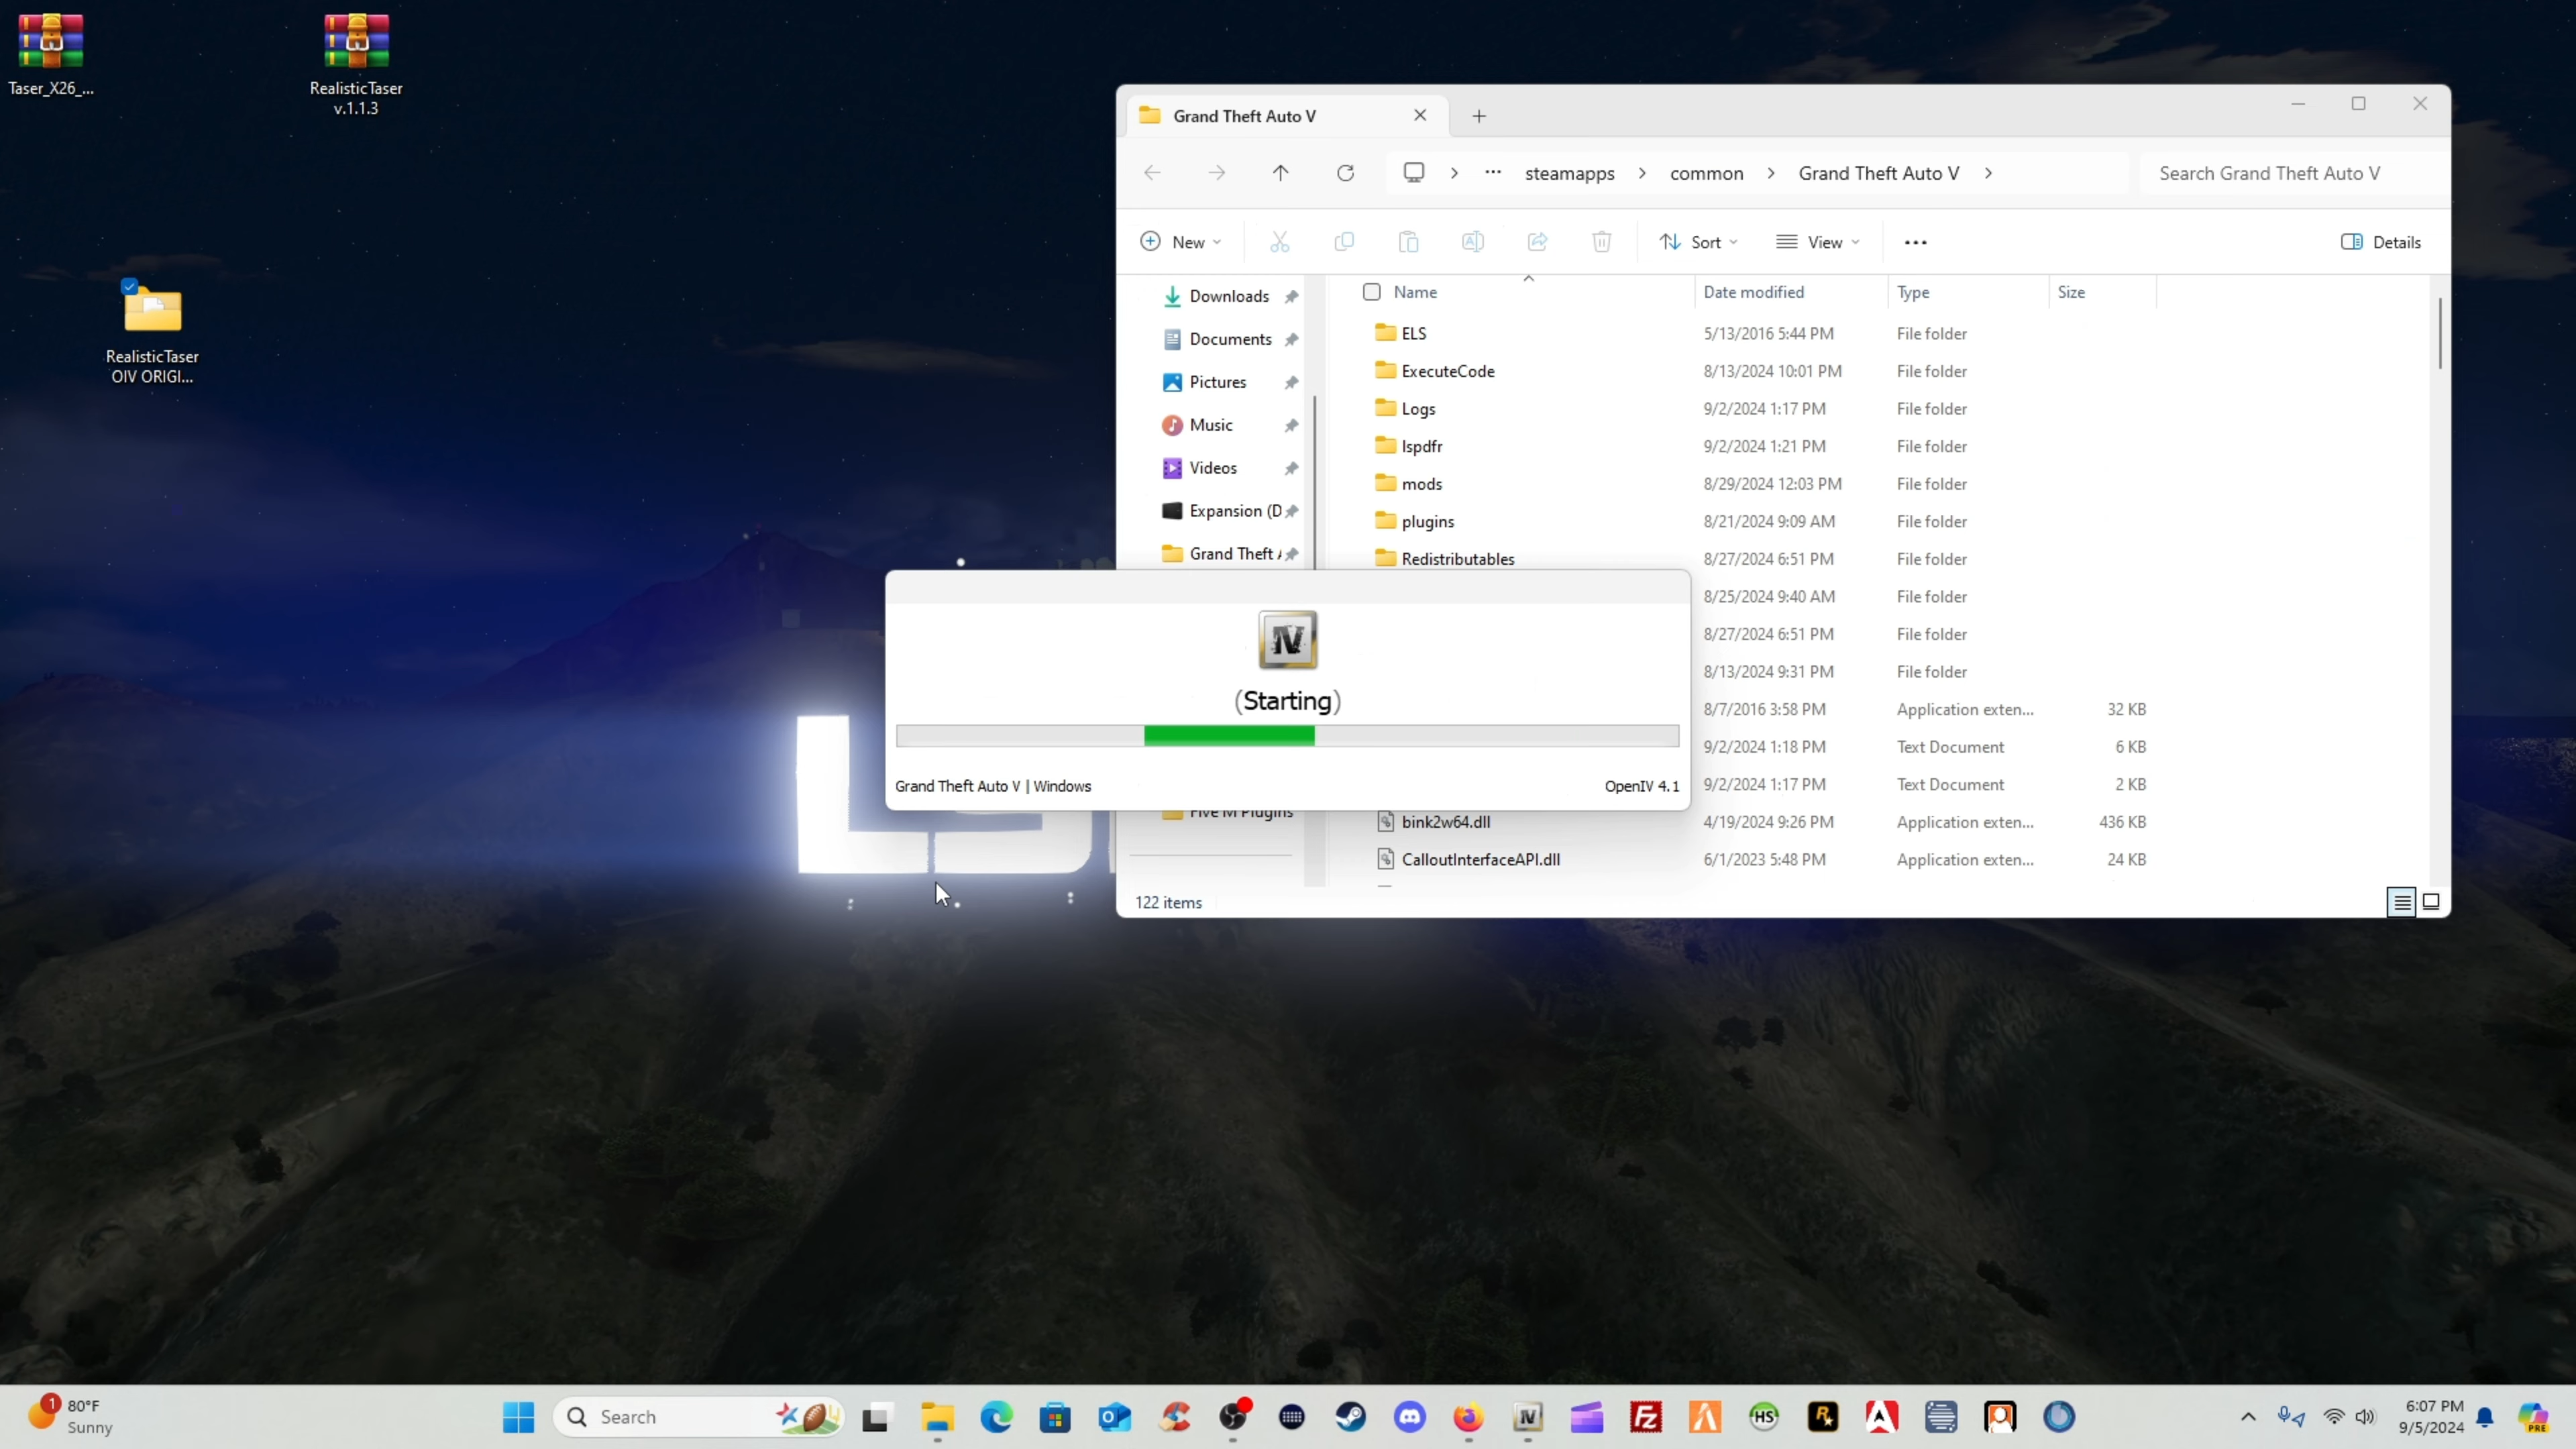 Taser_X26_...
RealisticTaser
v.1.1.3
RealisticTaser
OIV ORIGI...
Grand Theft Auto V
steamapps
common
Grand Theft Auto V
Search Grand Theft Auto V
New
Sort
View
Details
Downloads
Documents
Pictures
Music
Videos
Expansion (D
Grand Theft A
Five M Plugins
Name Date modified Type Size
ELS 5/13/2016 5:44 PM File folder
ExecuteCode 8/13/2024 10:01 PM File folder
Logs 9/2/2024 1:17 PM File folder
lspdfr 9/2/2024 1:21 PM File folder
mods 8/29/2024 12:03 PM File folder
plugins 8/21/2024 9:09 AM File folder
Redistributables 8/27/2024 6:51 PM File folder
8/25/2024 9:40 AM File folder
8/27/2024 6:51 PM File folder
8/13/2024 9:31 PM File folder
8/7/2016 3:58 PM Application exten... 32 KB
9/2/2024 1:18 PM Text Document 6 KB
9/2/2024 1:17 PM Text Document 2 KB
bink2w64.dll 4/19/2024 9:26 PM Application exten... 436 KB
CalloutInterfaceAPI.dll 6/1/2023 5:48 PM Application exten... 24 KB
122 items
IV
(Starting)
Grand Theft Auto V | Windows
OpenIV 4.1
1
80°F
Sunny
Search
FZ
HS
IV
R
PRE
6:07 PM
9/5/2024